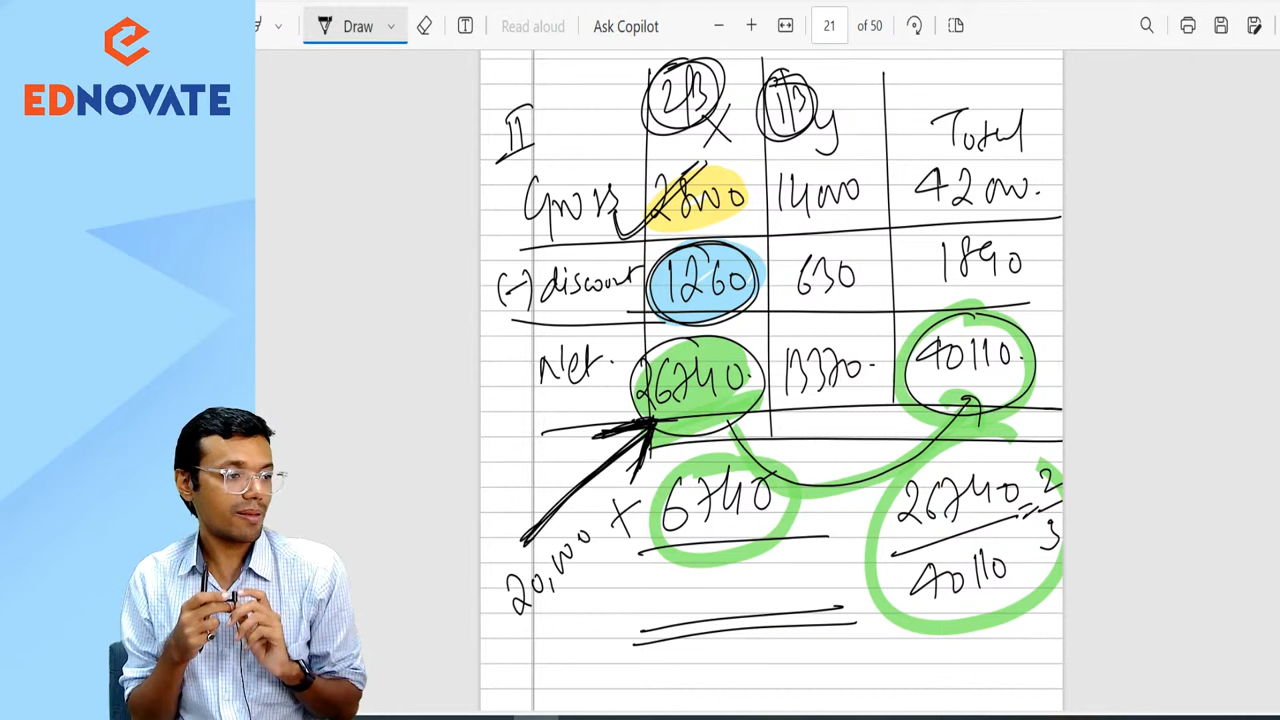 Draw
Read aloud
Ask Copilot
21
of 50
EDNOVATE
2/3
1/3
II
X
y
Total
Gross 28000 14000 42000.
(-) discount 1260 630 1890
Net. 26740. 13370. 40110.
20,000 + 6740
26740 = 2
40110 3